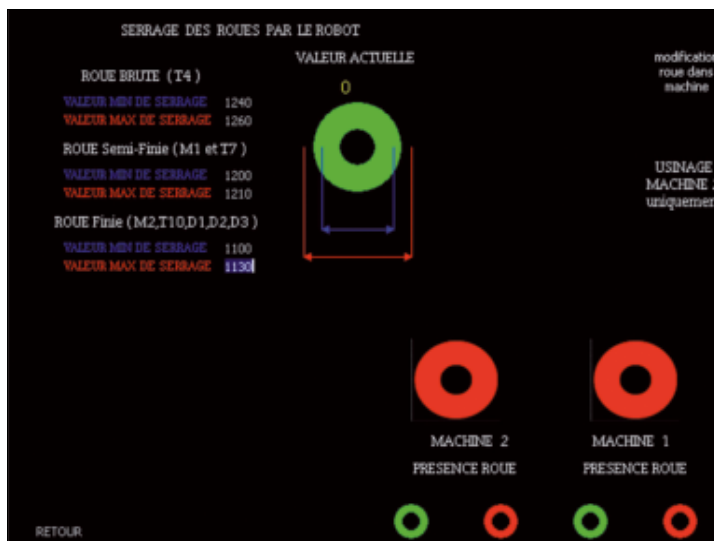 SERRAGE DES ROUES PAR LE ROBOT
VALEUR ACTUELLE
0
ROUE BRUTE (T4)
VALEUR MIN DE SERRAGE 1240
VALEUR MAX DE SERRAGE 1260
ROUE Semi-Finie (M1 et T7)
VALEUR MIN DE SERRAGE 1200
VALEUR MAX DE SERRAGE 1210
ROUE Finie (M2,T10,D1,D2,D3)
VALEUR MIN DE SERRAGE 1100
VALEUR MAX DE SERRAGE 1130
modification
roue dans
machine
USINAGE
MACHINE
uniquement
MACHINE 2
PRESENCE ROUE
MACHINE 1
PRESENCE ROUE
RETOUR